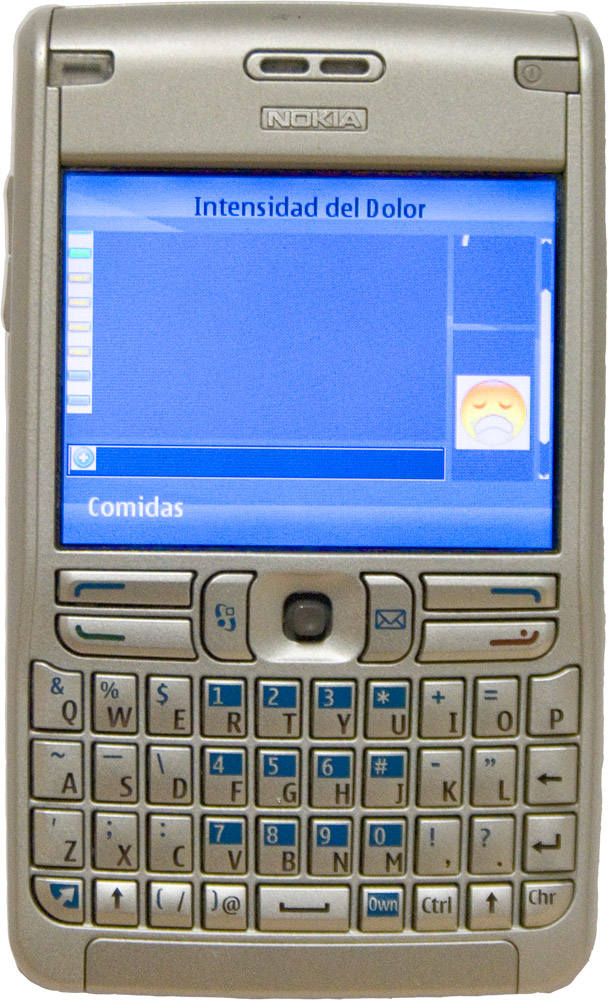 NOKIA
Intensidad del Dolor
Comidas
& Q % W $ E 1 R 2 T 3 Y * U + I = O P
~ A — S \ D 4 F 5 G 6 H # J - K " L ←
' Z ; X : C 7 V 8 B 9 N 0 M ! , ? . ↵
↗ ↑ ( / ) @ Own Ctrl ↑ Chr